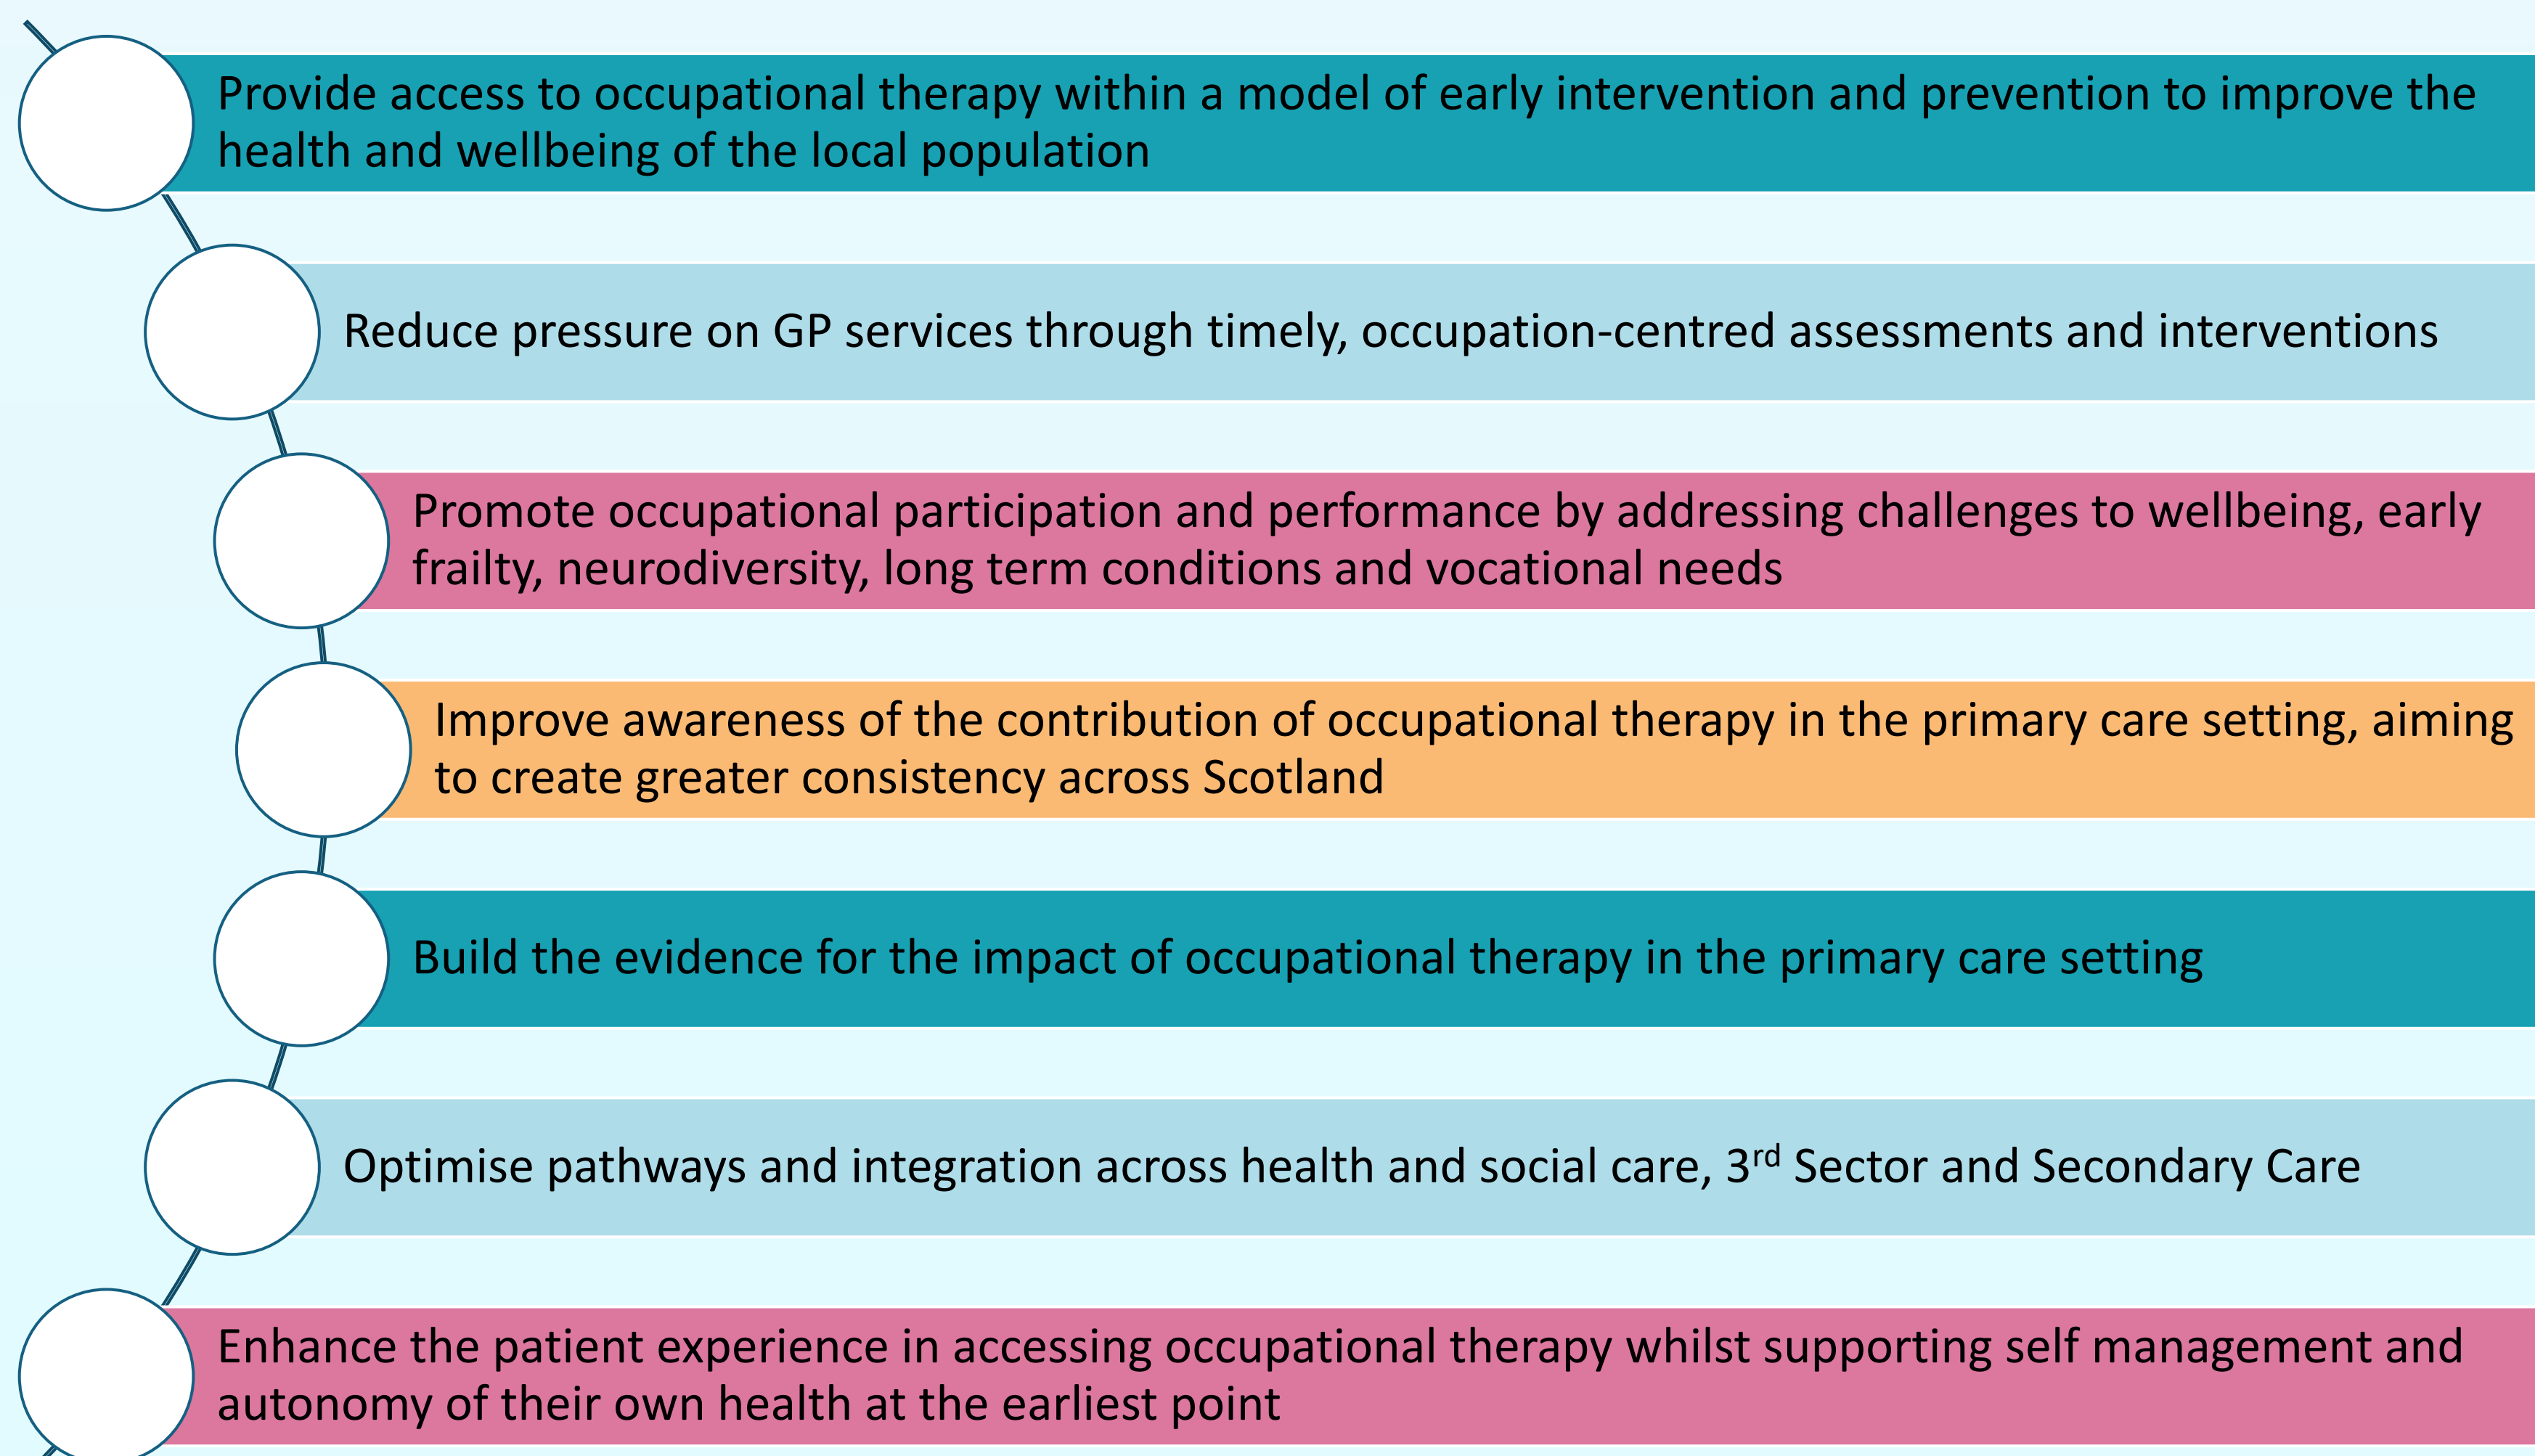 Provide access to occupational therapy within a model of early intervention and prevention to improve the
health and wellbeing of the local population
Reduce pressure on GP services through timely, occupation-centred assessments and interventions
Promote occupational participation and performance by addressing challenges to wellbeing, early
frailty, neurodiversity, long term conditions and vocational needs
Improve awareness of the contribution of occupational therapy in the primary care setting, aiming
to create greater consistency across Scotland
Build the evidence for the impact of occupational therapy in the primary care setting
Optimise pathways and integration across health and social care, 3rd Sector and Secondary Care
Enhance the patient experience in accessing occupational therapy whilst supporting self management and
autonomy of their own health at the earliest point